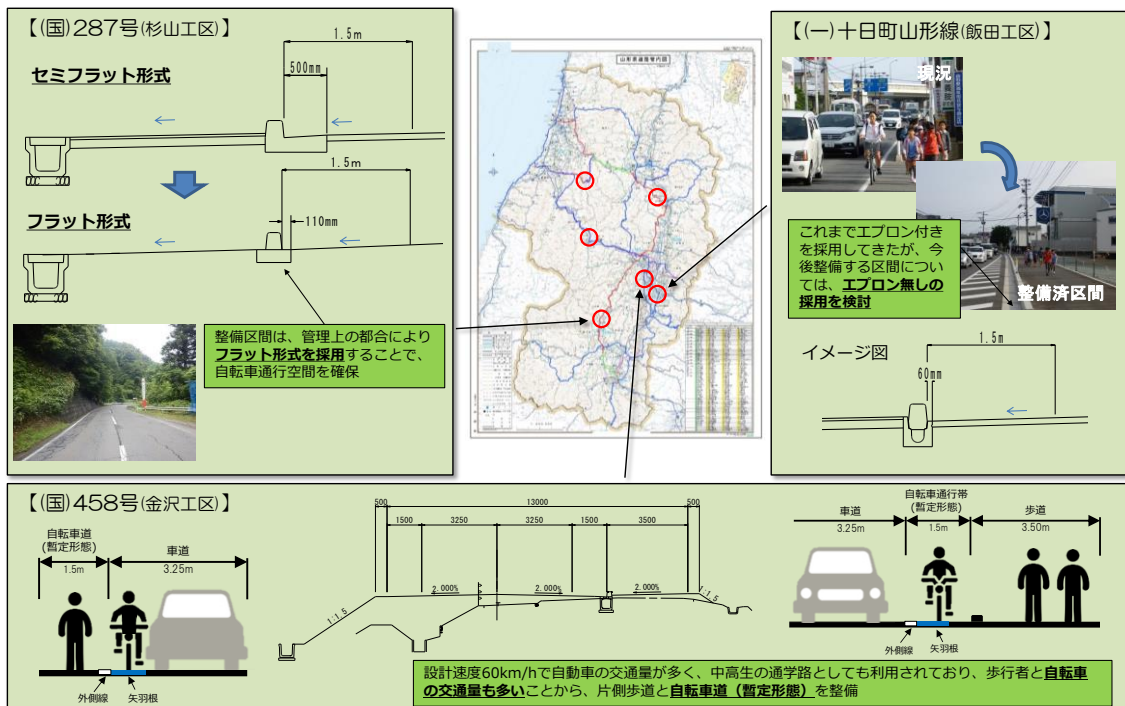 【(国)287号(杉山工区)】
セミフラット形式
1.5m
500mm
フラット形式
1.5m
110mm
整備区間は、管理上の都合により
フラット形式を採用することで、
自転車通行空間を確保
山形県道路管内図
【(一)十日町山形線(飯田工区)】
現況
これまでエプロン付き
を採用してきたが、今
後整備する区間につい
ては、エプロン無しの
採用を検討
整備済区間
イメージ図
1.5m
60mm
【(国)458号(金沢工区)】
自転車道
(暫定形態)
1.5m
車道
3.25m
外側線
矢羽根
500
13000
500
1500
3250
3250
1500
3500
2.000%
2.000%
2.000%
1:1.5
1:1.5
車道
3.25m
自転車通行帯
(暫定形態)
1.5m
歩道
3.50m
外側線
矢羽根
設計速度60km/hで自動車の交通量が多く、中高生の通学路としても利用されており、歩行者と自転車
の交通量も多いことから、片側歩道と自転車道（暫定形態）を整備